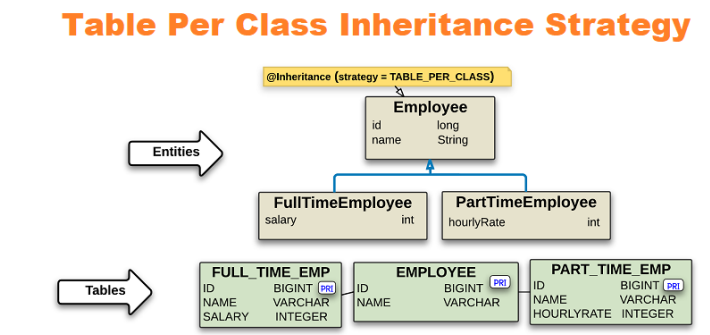 Table Per Class Inheritance Strategy
@Inheritance (strategy = TABLE_PER_CLASS)
Employee
id long
name String
Entities
FullTimeEmployee
salary int
PartTimeEmployee
hourlyRate int
Tables
FULL_TIME_EMP
ID BIGINT PRI
NAME VARCHAR
SALARY INTEGER
EMPLOYEE
ID BIGINT PRI
NAME VARCHAR
PART_TIME_EMP
ID BIGINT PRI
NAME VARCHAR
HOURLYRATE INTEGER